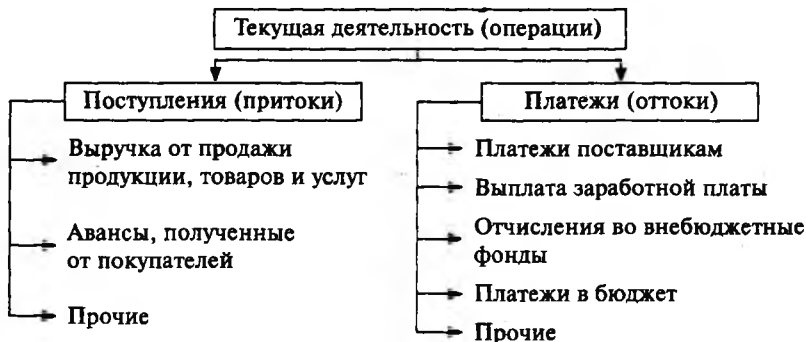 Текущая деятельность (операции)
Поступления (притоки)
Выручка от продажи
продукции, товаров и услуг
Авансы, полученные
от покупателей
Прочие
Платежи (оттоки)
Платежи поставщикам
Выплата заработной платы
Отчисления во внебюджетные
фонды
Платежи в бюджет
Прочие